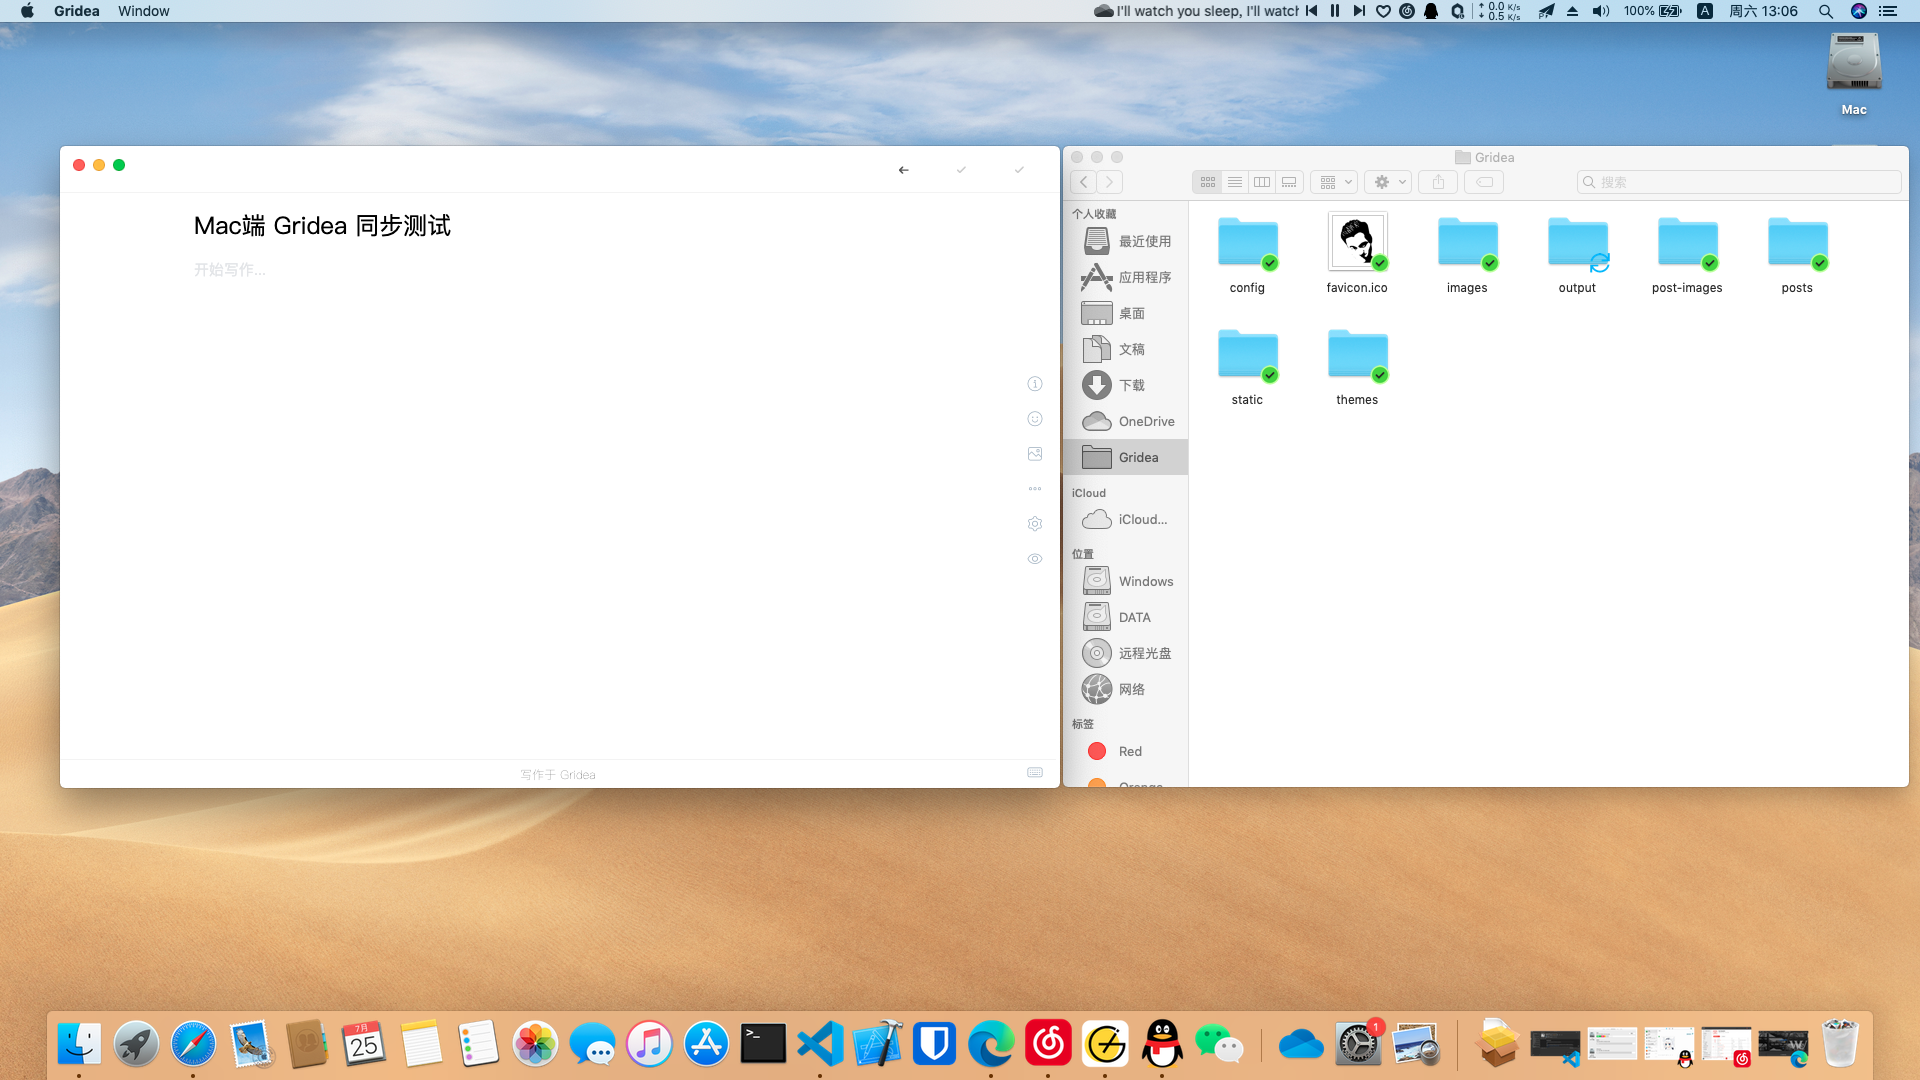 Gridea Window
I'll watch you sleep, I'll watch
0.0 K/s
0.5 K/s
100%
A
周六 13:06
Mac
Gridea
搜索
Mac端 Gridea 同步测试
开始写作...
写作于 Gridea
个人收藏
最近使用
应用程序
桌面
文稿
下载
OneDrive
Gridea
iCloud
iCloud...
位置
Windows
DATA
远程光盘
网络
标签
Red
Orange
config
favicon.ico
images
output
post-images
posts
static
themes
7月
25
>_
1